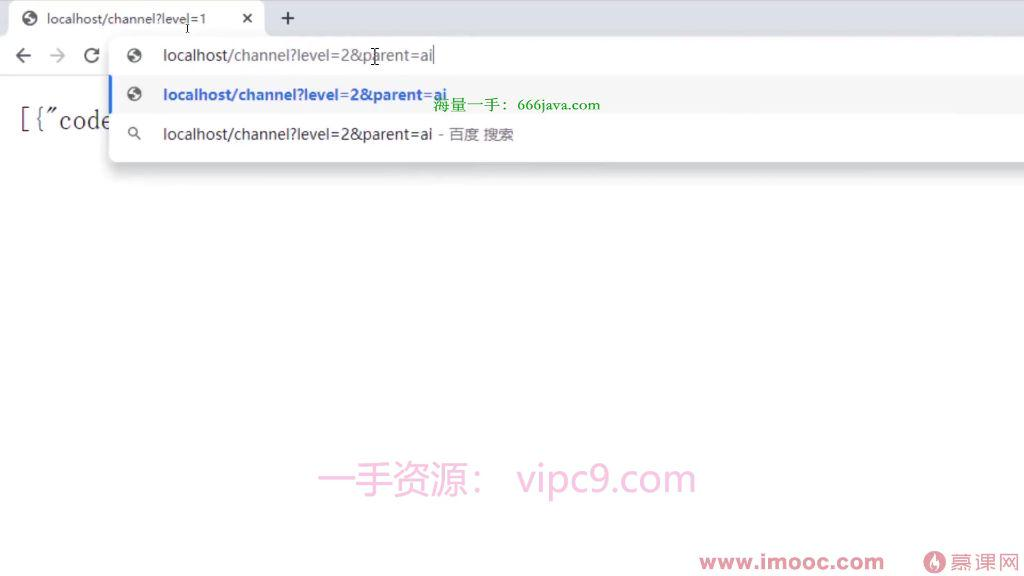 localhost/channel?level=1
localhost/channel?level=2&parent=ai
localhost/channel?level=2&parent=ai
海量一手：666java.com
[{"code
localhost/channel?level=2&parent=ai - 百度 搜索
一手资源： vipc9.com
www.imooc.com 慕课网